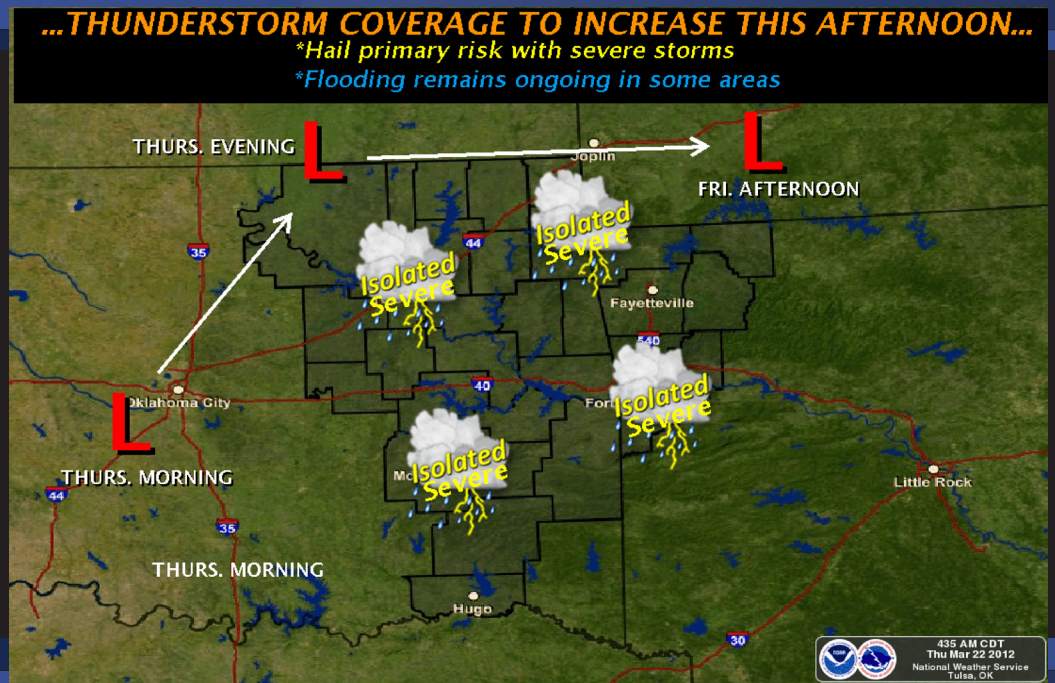 ...THUNDERSTORM COVERAGE TO INCREASE THIS AFTERNOON...
*Hail primary risk with severe storms
*Flooding remains ongoing in some areas
THURS. EVENING
L
Joplin
L
FRI. AFTERNOON
35
44
Isolated
Severe
Isolated
Severe
Fayetteville
540
Oklahoma City
40
L
THURS. MORNING
Isolated
Severe
Isolated
Severe
Little Rock
44
35
THURS. MORNING
Hugo
30
435 AM CDT
Thu Mar 22 2012
National Weather Service
Tulsa, OK